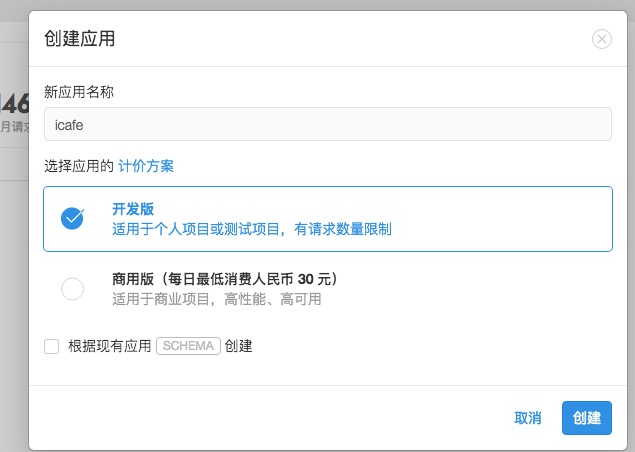 创建应用
146
月请求
新应用名称
icafe
选择应用的 计价方案
开发版
适用于个人项目或测试项目，有请求数量限制
商用版（每日最低消费人民币 30 元）
适用于商业项目，高性能、高可用
根据现有应用 SCHEMA 创建
取消 创建